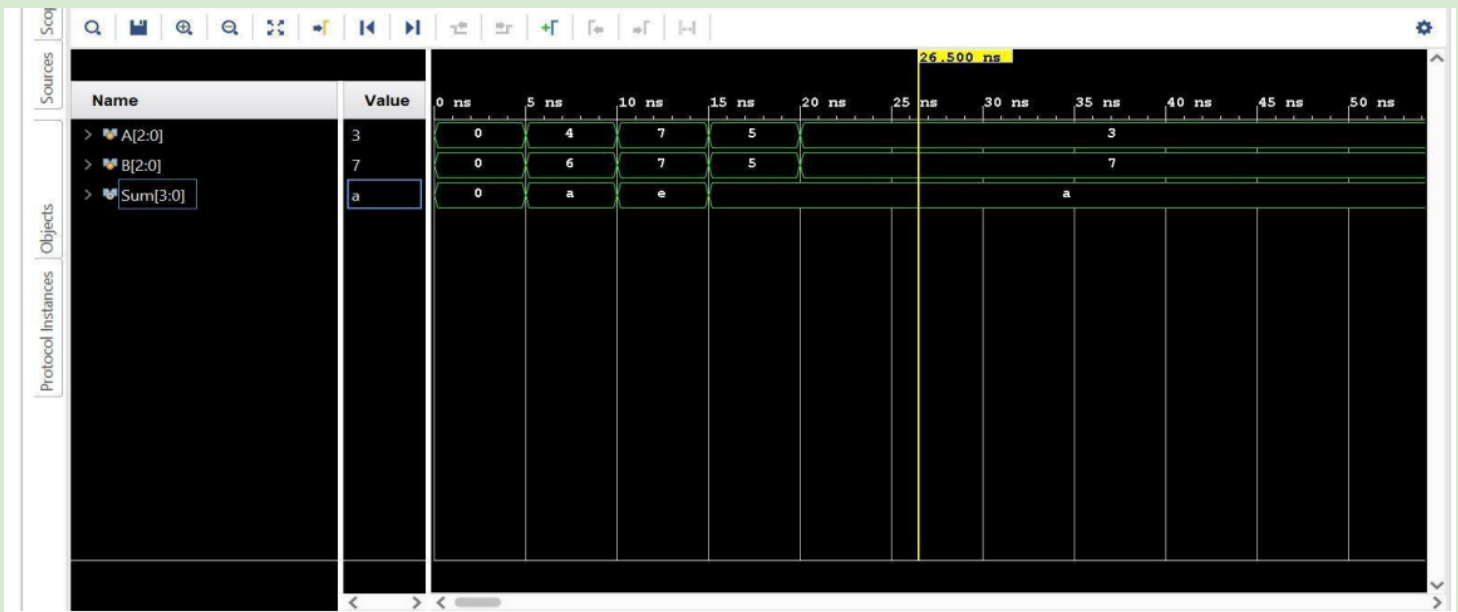 Scop
Sources
Objects
Protocol Instances
26.500 ns
Name Value
0 ns 5 ns 10 ns 15 ns 20 ns 25 ns 30 ns 35 ns 40 ns 45 ns 50 ns
A[2:0] 3 0 4 7 5 3
B[2:0] 7 0 6 7 5 7
Sum[3:0] a 0 a e a